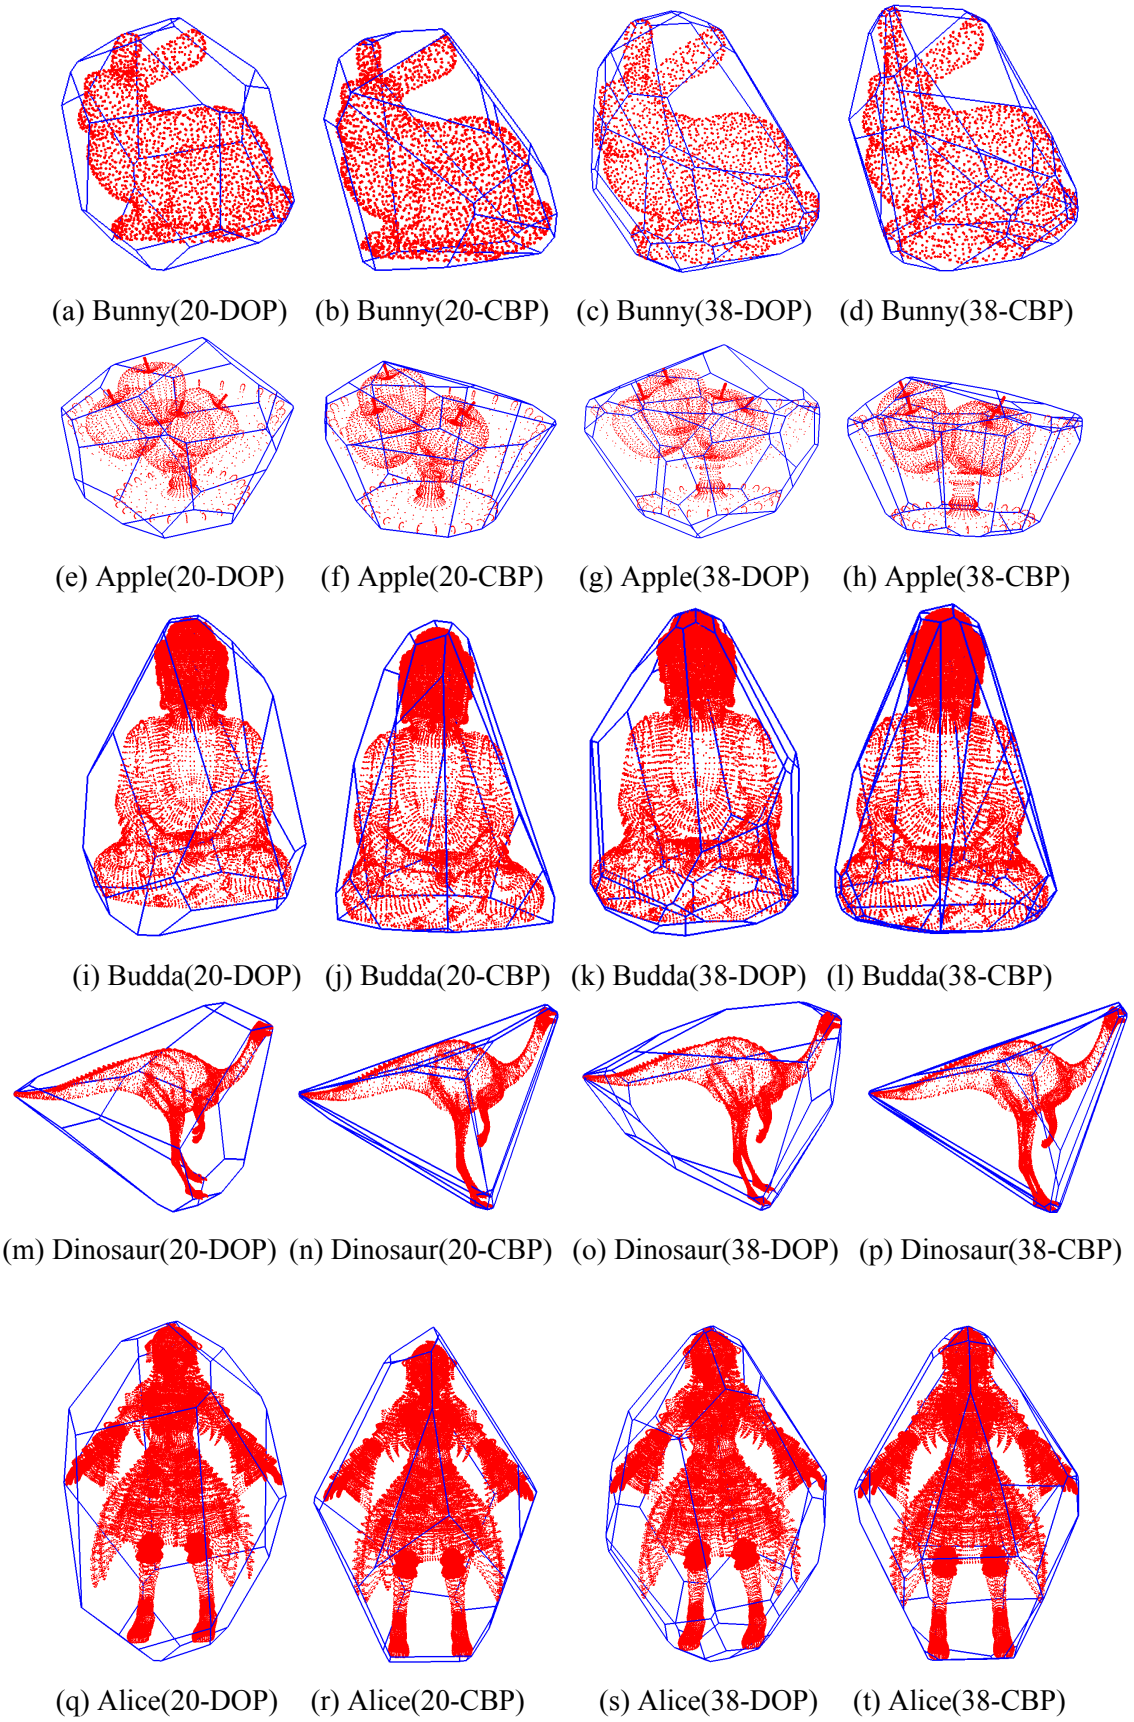 (a) Bunny(20-DOP) (b) Bunny(20-CBP) (c) Bunny(38-DOP) (d) Bunny(38-CBP)
(e) Apple(20-DOP) (f) Apple(20-CBP) (g) Apple(38-DOP) (h) Apple(38-CBP)
(i) Budda(20-DOP) (j) Budda(20-CBP) (k) Budda(38-DOP) (l) Budda(38-CBP)
(m) Dinosaur(20-DOP) (n) Dinosaur(20-CBP) (o) Dinosaur(38-DOP) (p) Dinosaur(38-CBP)
(q) Alice(20-DOP) (r) Alice(20-CBP) (s) Alice(38-DOP) (t) Alice(38-CBP)